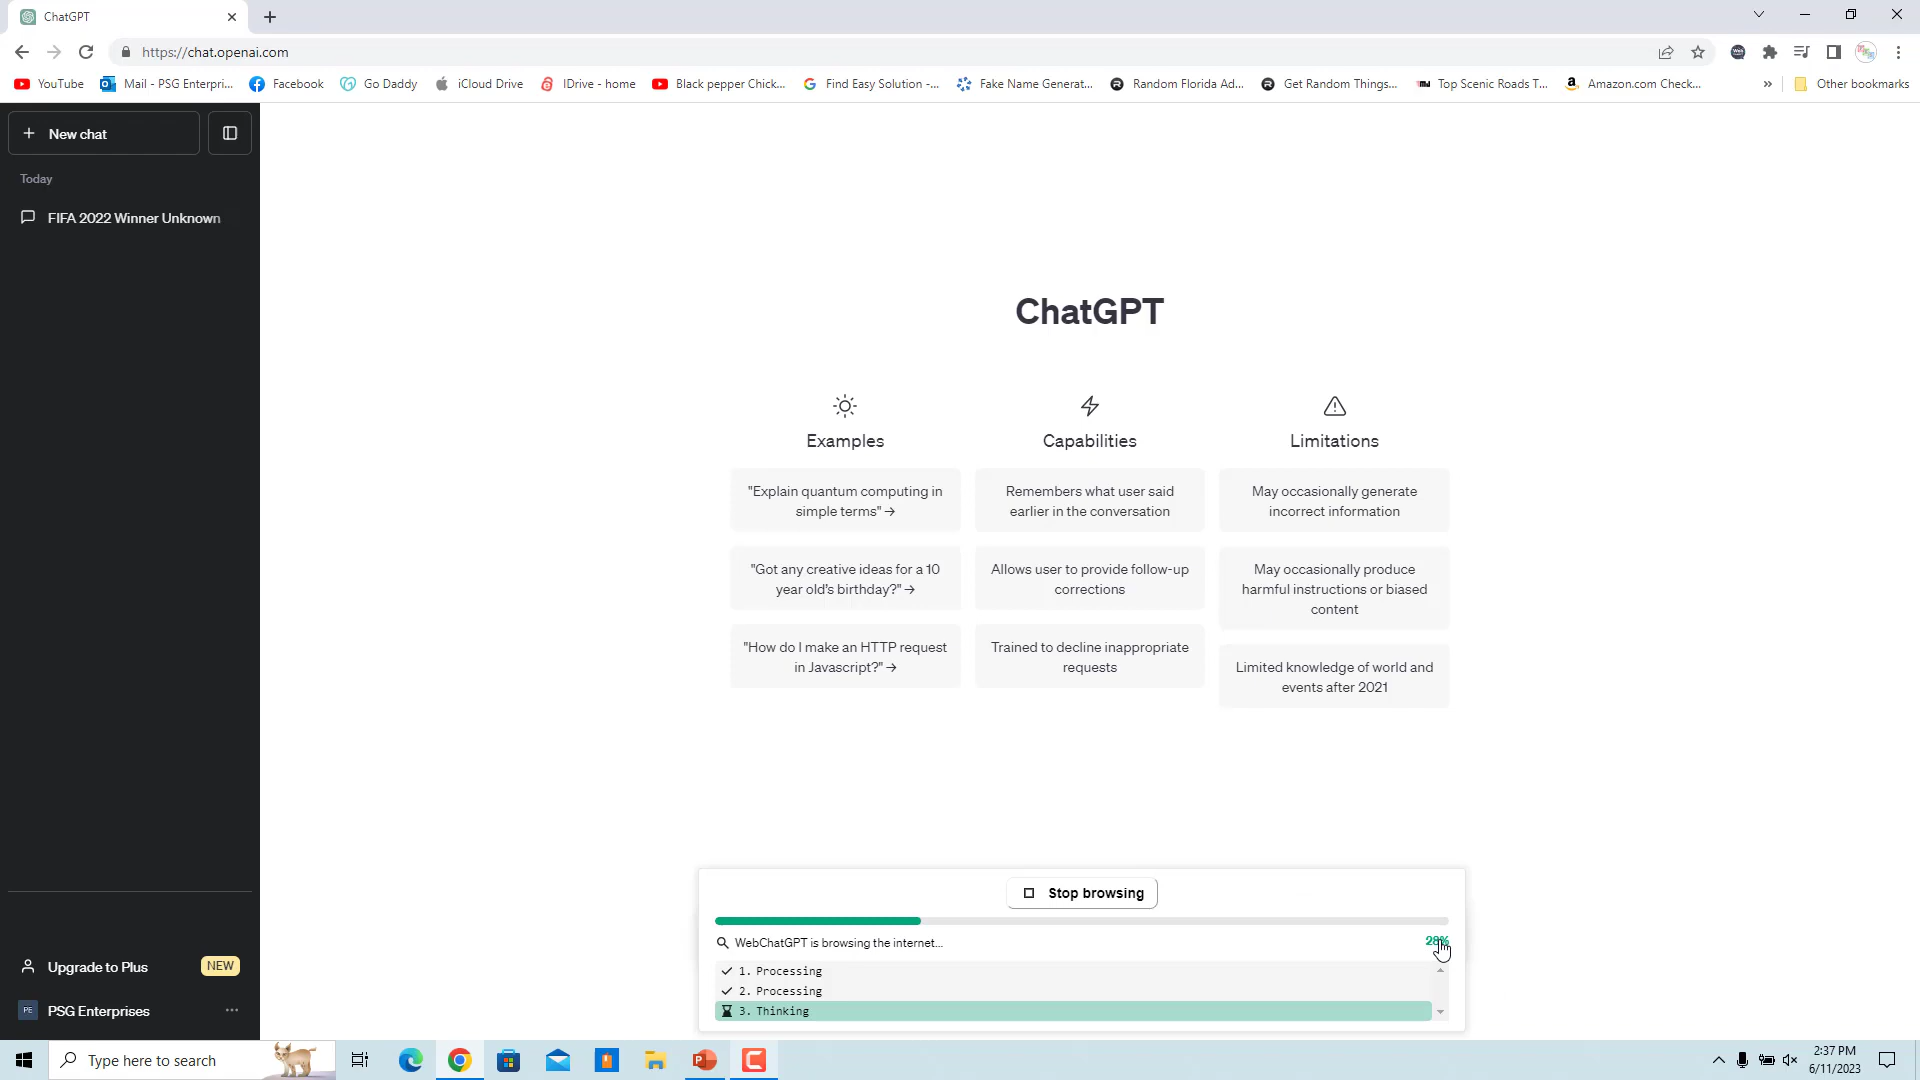 ChatGPT
https://chat.openai.com
YouTube
Mail - PSG Enterpri...
Facebook
Go Daddy
iCloud Drive
IDrive - home
Black pepper Chick...
Find Easy Solution -...
Fake Name Generat...
Random Florida Ad...
Get Random Things...
Top Scenic Roads T...
Amazon.com Check...
»
Other bookmarks
New chat
Today
FIFA 2022 Winner Unknown
ChatGPT
Examples
Capabilities
Limitations
"Explain quantum computing in
simple terms" →
Remembers what user said
earlier in the conversation
May occasionally generate
incorrect information
"Got any creative ideas for a 10
year old's birthday?" →
Allows user to provide follow-up
corrections
May occasionally produce
harmful instructions or biased
content
"How do I make an HTTP request
in Javascript?" →
Trained to decline inappropriate
requests
Limited knowledge of world and
events after 2021
Stop browsing
WebChatGPT is browsing the internet...
28%
1. Processing
2. Processing
3. Thinking
Upgrade to Plus
NEW
PE
PSG Enterprises
Type here to search
2:37 PM
6/11/2023